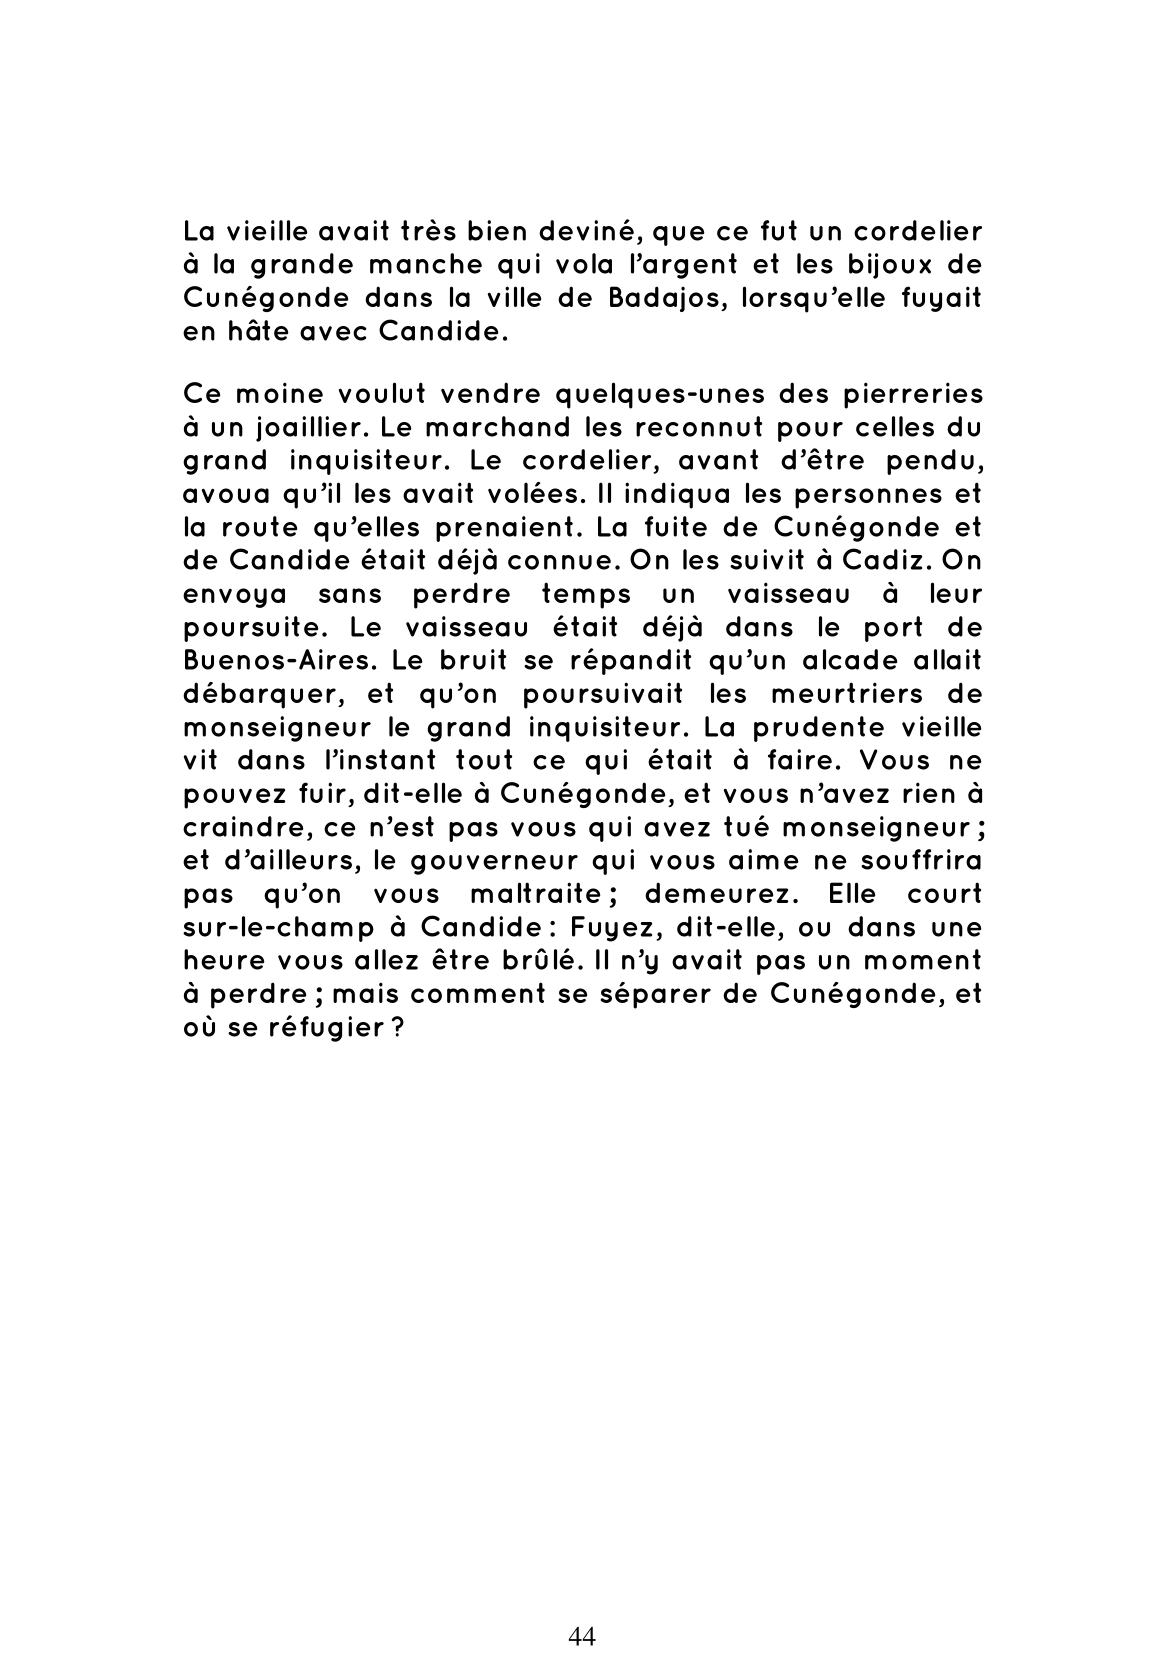 La vieille avait très bien deviné, que ce fut un cordelier
à la grande manche qui vola l’argent et les bijoux de
Cunégonde dans la ville de Badajos, lorsqu’elle fuyait
en hâte avec Candide.
Ce moine voulut vendre quelques-unes des pierreries
à un joaillier. Le marchand les reconnut pour celles du
grand inquisiteur. Le cordelier, avant d’être pendu,
avoua qu’il les avait volées. Il indiqua les personnes et
la route qu’elles prenaient. La fuite de Cunégonde et
de Candide était déjà connue. On les suivit à Cadiz. On
envoya sans perdre temps un vaisseau à leur
poursuite. Le vaisseau était déjà dans le port de
Buenos-Aires. Le bruit se répandit qu’un alcade allait
débarquer, et qu’on poursuivait les meurtriers de
monseigneur le grand inquisiteur. La prudente vieille
vit dans l’instant tout ce qui était à faire. Vous ne
pouvez fuir, dit-elle à Cunégonde, et vous n’avez rien à
craindre, ce n’est pas vous qui avez tué monseigneur ;
et d’ailleurs, le gouverneur qui vous aime ne souffrira
pas qu’on vous maltraite ; demeurez. Elle court
sur-le-champ à Candide : Fuyez, dit-elle, ou dans une
heure vous allez être brûlé. Il n’y avait pas un moment
à perdre ; mais comment se séparer de Cunégonde, et
où se réfugier ?
44